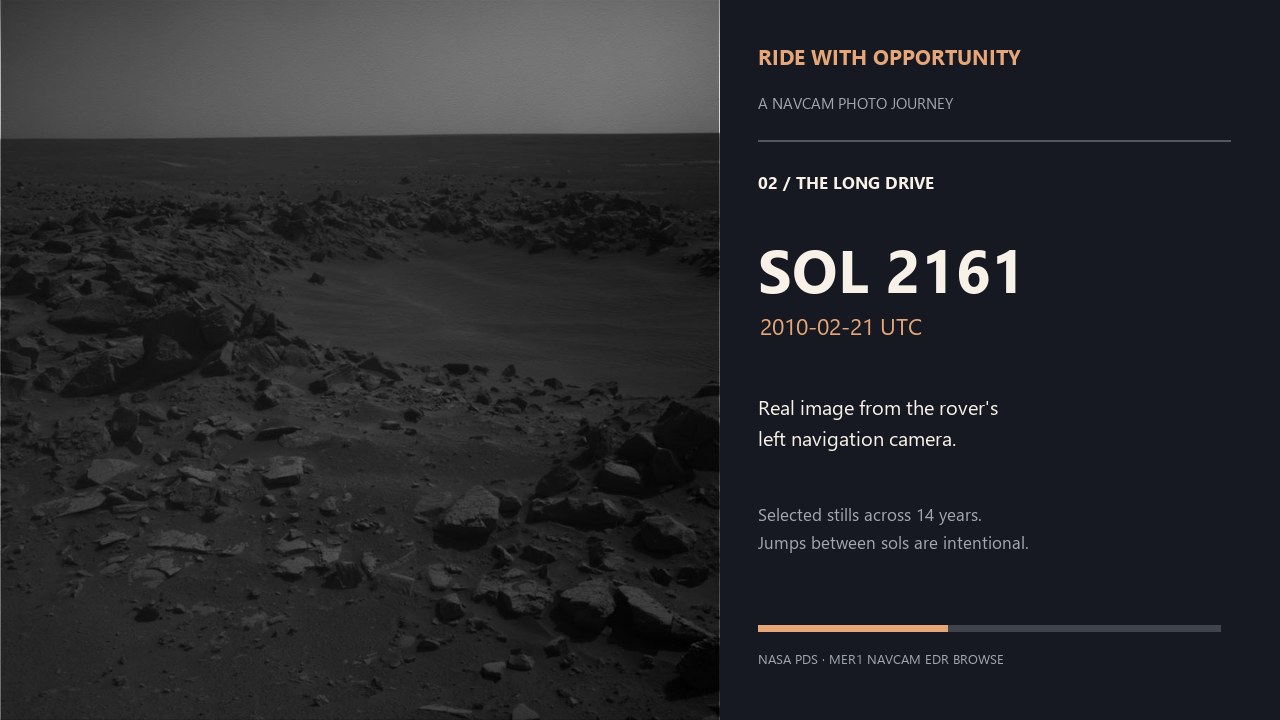 RIDE WITH OPPORTUNITY
A NAVCAM PHOTO JOURNEY
02 / THE LONG DRIVE
SOL 2161
2010-02-21 UTC
Real image from the rover's
left navigation camera.
Selected stills across 14 years.
Jumps between sols are intentional.
NASA PDS · MER1 NAVCAM EDR BROWSE